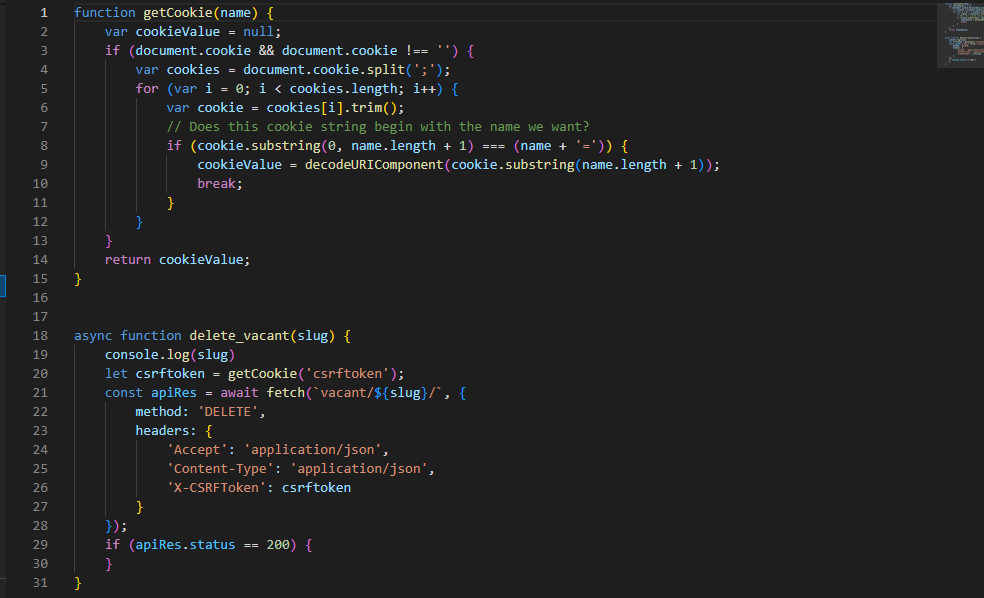 1 function getCookie(name) {
2     var cookieValue = null;
3     if (document.cookie && document.cookie !== '') {
4         var cookies = document.cookie.split(';');
5         for (var i = 0; i < cookies.length; i++) {
6             var cookie = cookies[i].trim();
7             // Does this cookie string begin with the name we want?
8             if (cookie.substring(0, name.length + 1) === (name + '=')) {
9                 cookieValue = decodeURIComponent(cookie.substring(name.length + 1));
10                 break;
11             }
12         }
13     }
14     return cookieValue;
15 }
16
17
18 async function delete_vacant(slug) {
19     console.log(slug)
20     let csrftoken = getCookie('csrftoken');
21     const apiRes = await fetch(`vacant/${slug}/`, {
22         method: 'DELETE',
23         headers: {
24             'Accept': 'application/json',
25             'Content-Type': 'application/json',
26             'X-CSRFToken': csrftoken
27         }
28     });
29     if (apiRes.status == 200) {
30     }
31 }